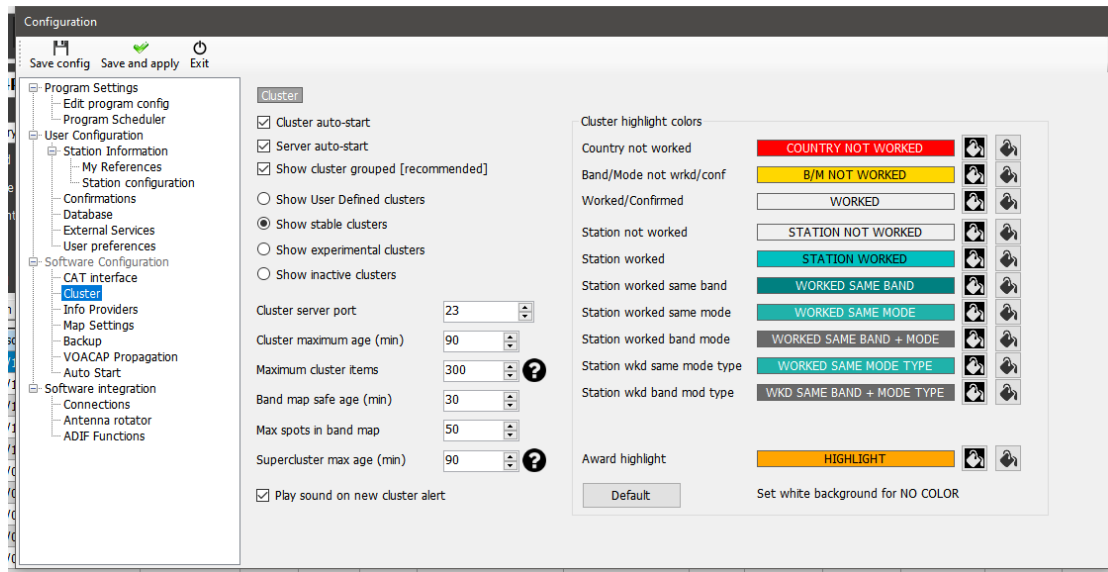 Configuration
Save config Save and apply Exit
Program Settings
Edit program config
Program Scheduler
User Configuration
Station Information
My References
Station configuration
Confirmations
Database
External Services
User preferences
Software Configuration
CAT interface
Cluster
Info Providers
Map Settings
Backup
VOACAP Propagation
Auto Start
Software integration
Connections
Antenna rotator
ADIF Functions
Cluster
Cluster auto-start
Server auto-start
Show cluster grouped [recommended]
Show User Defined clusters
Show stable clusters
Show experimental clusters
Show inactive clusters
Cluster server port 23
Cluster maximum age (min) 90
Maximum cluster items 300 ?
Band map safe age (min) 30
Max spots in band map 50
Supercluster max age (min) 90 ?
Play sound on new cluster alert
Cluster highlight colors
Country not worked COUNTRY NOT WORKED
Band/Mode not wrkd/conf B/M NOT WORKED
Worked/Confirmed WORKED
Station not worked STATION NOT WORKED
Station worked STATION WORKED
Station worked same band WORKED SAME BAND
Station worked same mode WORKED SAME MODE
Station worked band mode WORKED SAME BAND + MODE
Station wkd same mode type WORKED SAME MODE TYPE
Station wkd band mod type WKD SAME BAND + MODE TYPE
Award highlight HIGHLIGHT
Default Set white background for NO COLOR